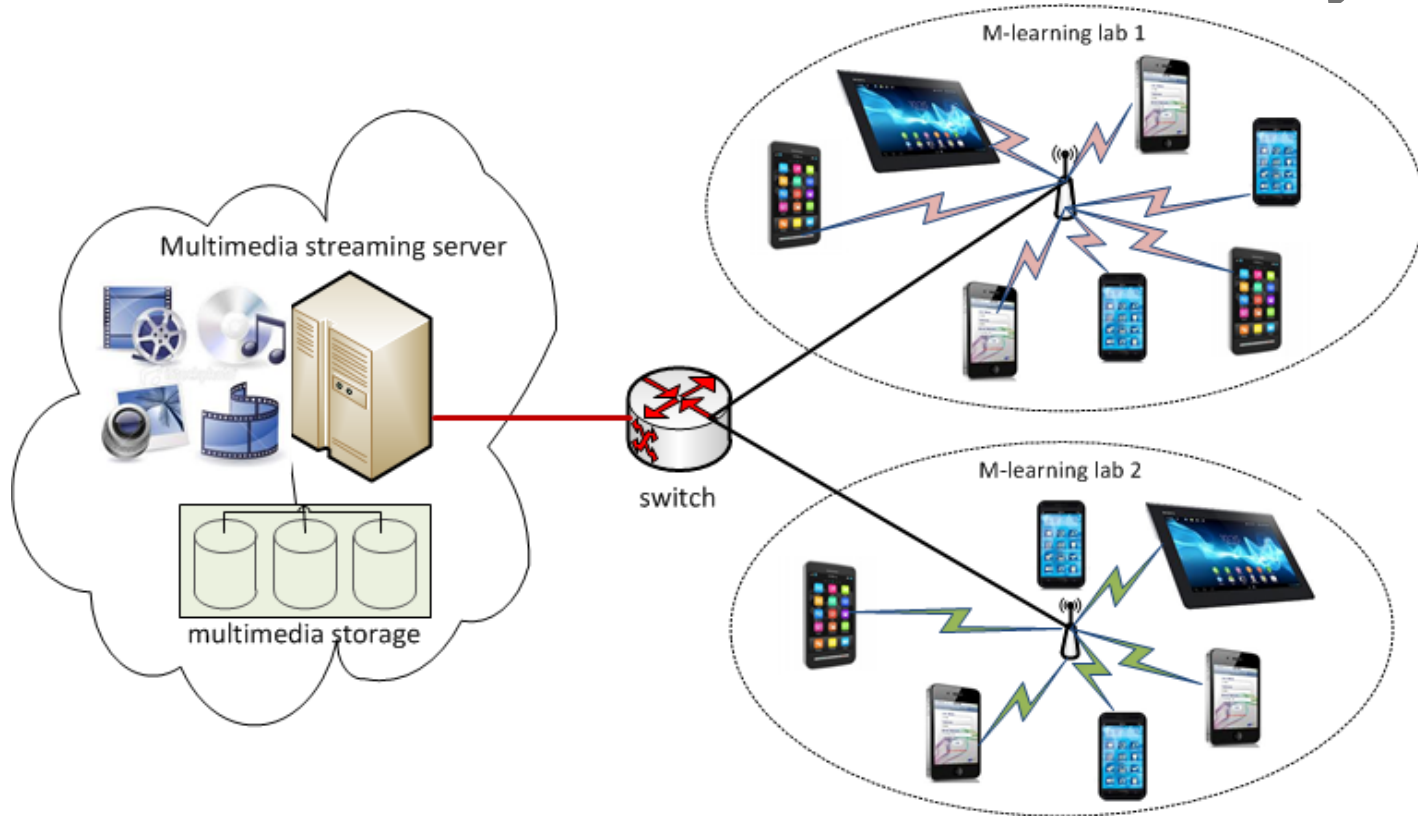 M-learning lab 1
Multimedia streaming server
switch
M-learning lab 2
multimedia storage